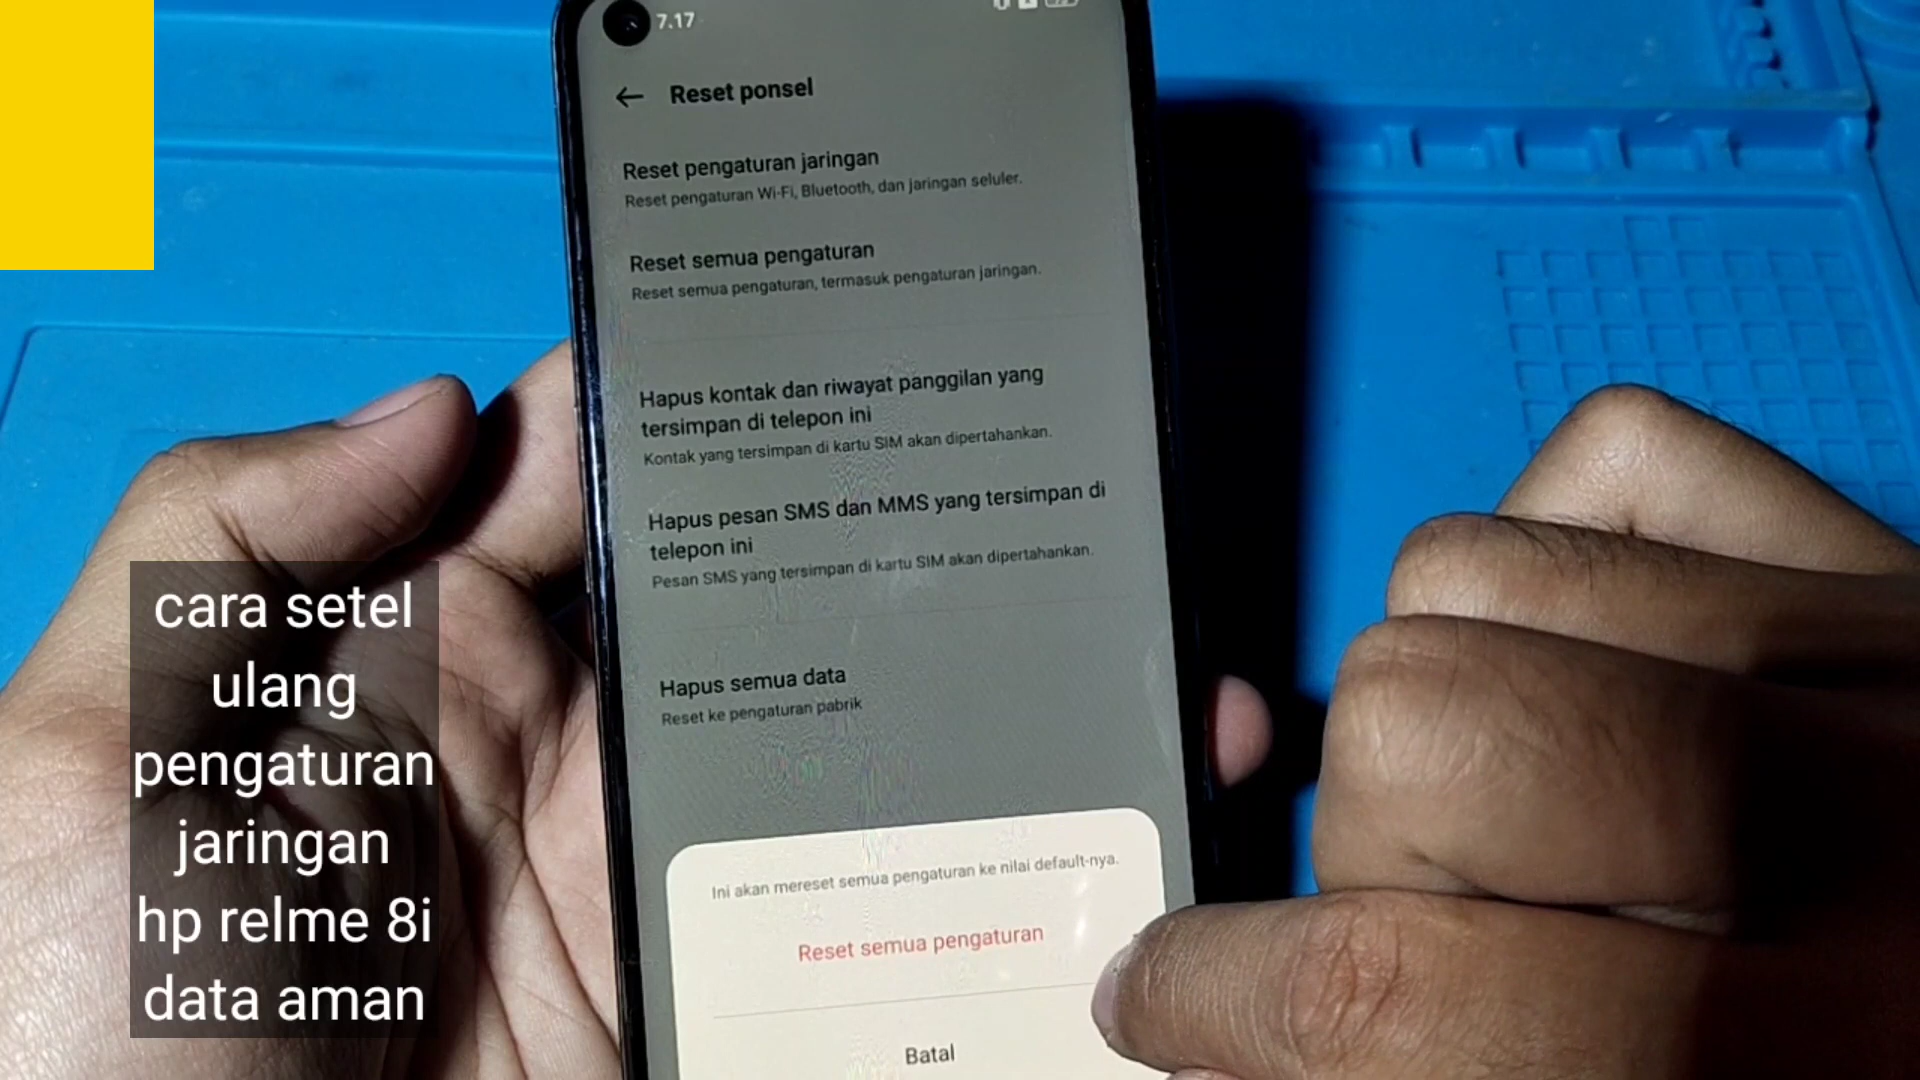 7.17
Reset ponsel
Reset pengaturan jaringan
Reset pengaturan Wi-Fi, Bluetooth, dan jaringan seluler.
Reset semua pengaturan
Reset semua pengaturan, termasuk pengaturan jaringan.
Hapus kontak dan riwayat panggilan yang
tersimpan di telepon ini
Kontak yang tersimpan di kartu SIM akan dipertahankan.
Hapus pesan SMS dan MMS yang tersimpan di
telepon ini
Pesan SMS yang tersimpan di kartu SIM akan dipertahankan.
Hapus semua data
Reset ke pengaturan pabrik
Ini akan mereset semua pengaturan ke nilai default-nya.
Reset semua pengaturan
Batal
cara setel
ulang
pengaturan
jaringan
hp relme 8i
data aman